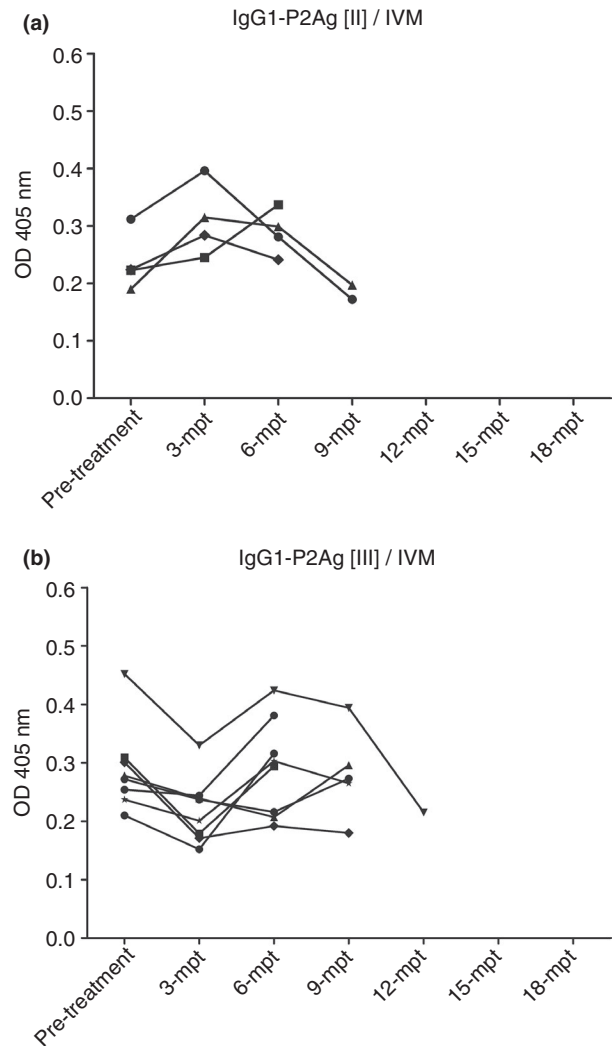 (a)
IgG1-P2Ag [II] / IVM
0.6
0.5
0.4
0.3
0.2
0.1
0.0
OD 405 nm
Pre-treatment
3-mpt
6-mpt
9-mpt
12-mpt
15-mpt
18-mpt
(b)
IgG1-P2Ag [III] / IVM
0.6
0.5
0.4
0.3
0.2
0.1
0.0
OD 405 nm
Pre-treatment
3-mpt
6-mpt
9-mpt
12-mpt
15-mpt
18-mpt